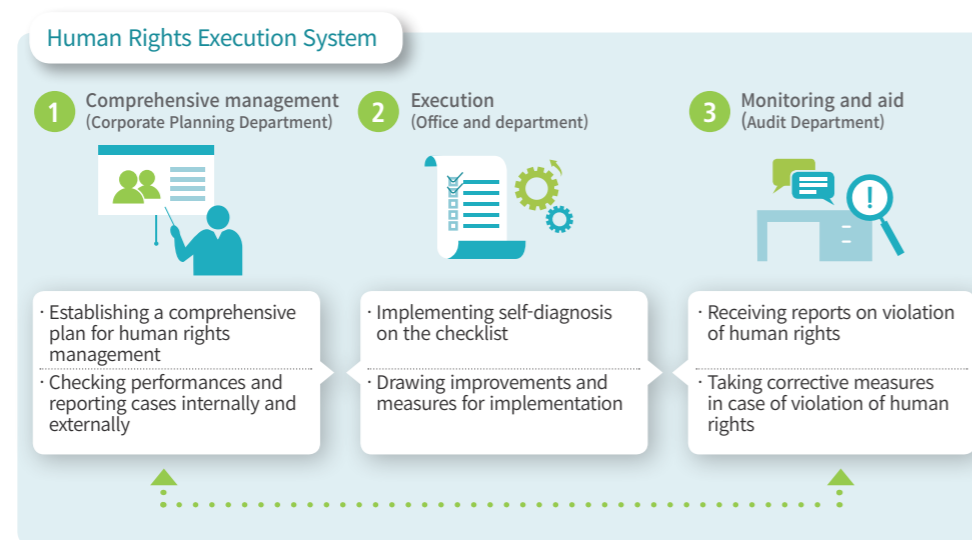 Human Rights Execution System
1
Comprehensive management
(Corporate Planning Department)
2
Execution
(Office and department)
3
Monitoring and aid
(Audit Department)
· Establishing a comprehensive
plan for human rights
management
· Checking performances and
reporting cases internally and
externally
· Implementing self-diagnosis
on the checklist
· Drawing improvements and
measures for implementation
· Receiving reports on violation
of human rights
· Taking corrective measures
in case of violation of human
rights